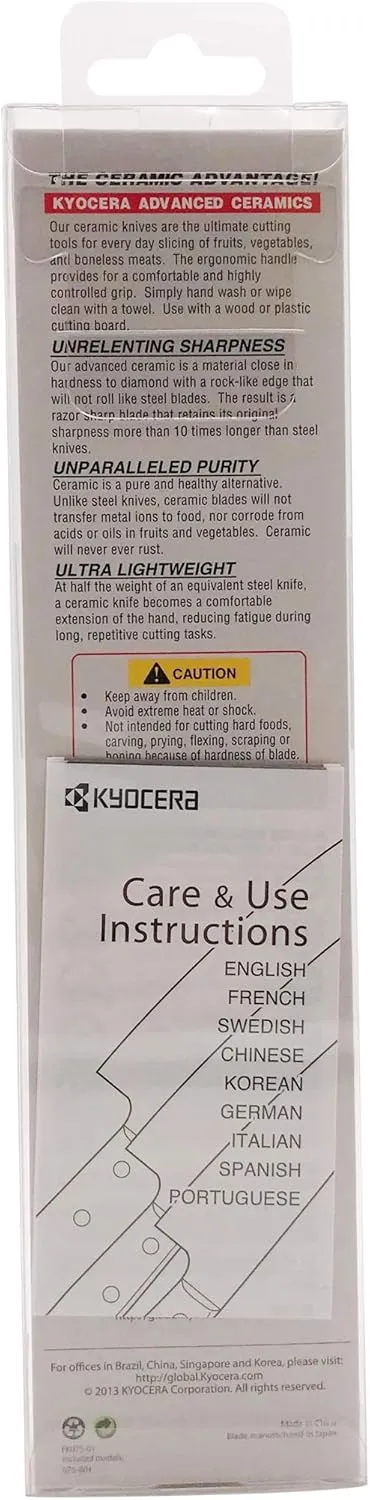 THE CERAMIC ADVANTAGE!
KYOCERA ADVANCED CERAMICS
Our ceramic knives are the ultimate cutting
tools for every day slicing of fruits, vegetables,
and boneless meats. The ergonomic handle
provides for a comfortable and highly
controlled grip. Simply hand wash or wipe
clean with a towel. Use with a wood or plastic
cutting board.
UNRELENTING SHARPNESS
Our advanced ceramic is a material close in
hardness to diamond with a rock-like edge that
will not roll like steel blades. The result is a
razor sharp blade that retains its original
sharpness more than 10 times longer than steel
knives.
UNPARALLELED PURITY
Ceramic is a pure and healthy alternative.
Unlike steel knives, ceramic blades will not
transfer metal ions to food, nor corrode from
acids or oils in fruits and vegetables. Ceramic
will never ever rust.
ULTRA LIGHTWEIGHT
At half the weight of an equivalent steel knife,
a ceramic knife becomes a comfortable
extension of the hand, reducing fatigue during
long, repetitive cutting tasks.
CAUTION
• Keep away from children.
• Avoid extreme heat or shock.
• Not intended for cutting hard foods,
carving, prying, flexing, scraping or
boning because of hardness of blade.
KYOCERA
Care & Use
Instructions
ENGLISH
FRENCH
SWEDISH
CHINESE
KOREAN
GERMAN
ITALIAN
SPANISH
PORTUGUESE
For offices in Brazil, China, Singapore and Korea, please visit:
http://global.Kyocera.com
© 2013 KYOCERA Corporation. All rights reserved.
Made in China
Blade manufactured in Japan
included models;